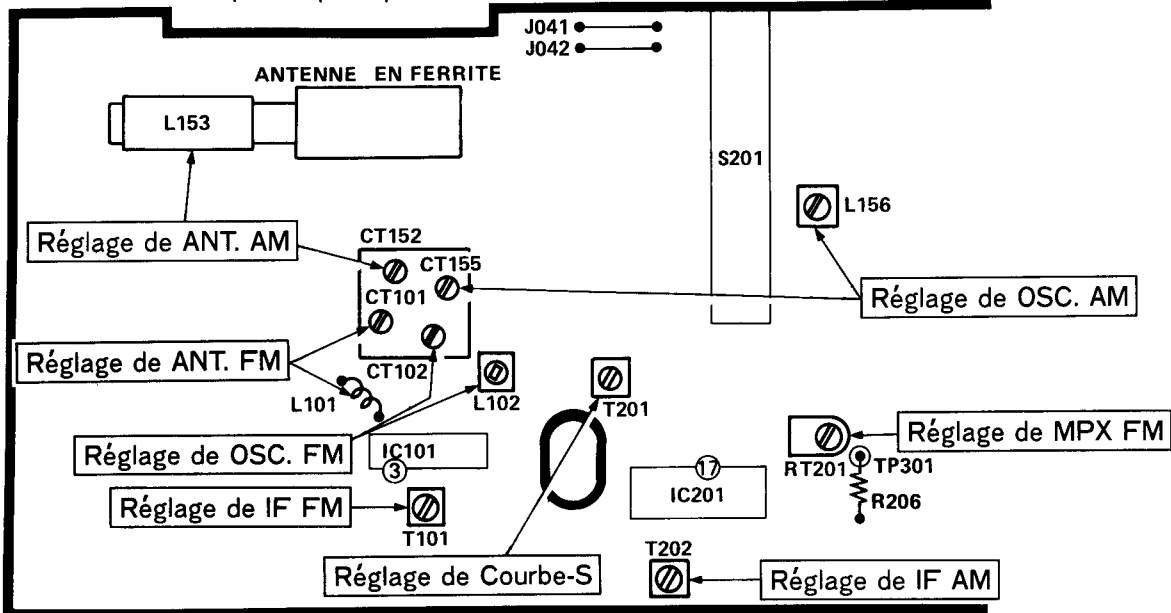 J041
J042
ANTENNE EN FERRITE
L153
S201
L156
Réglage de ANT. AM
CT152
CT155
CT101
Réglage de OSC. AM
Réglage de ANT. FM
CT102
L101
L102
T201
Réglage de OSC. FM
IC101
3
Réglage de MPX FM
RT201
TP301
17
IC201
R206
Réglage de IF FM
T101
Réglage de Courbe-S
T202
Réglage de IF AM